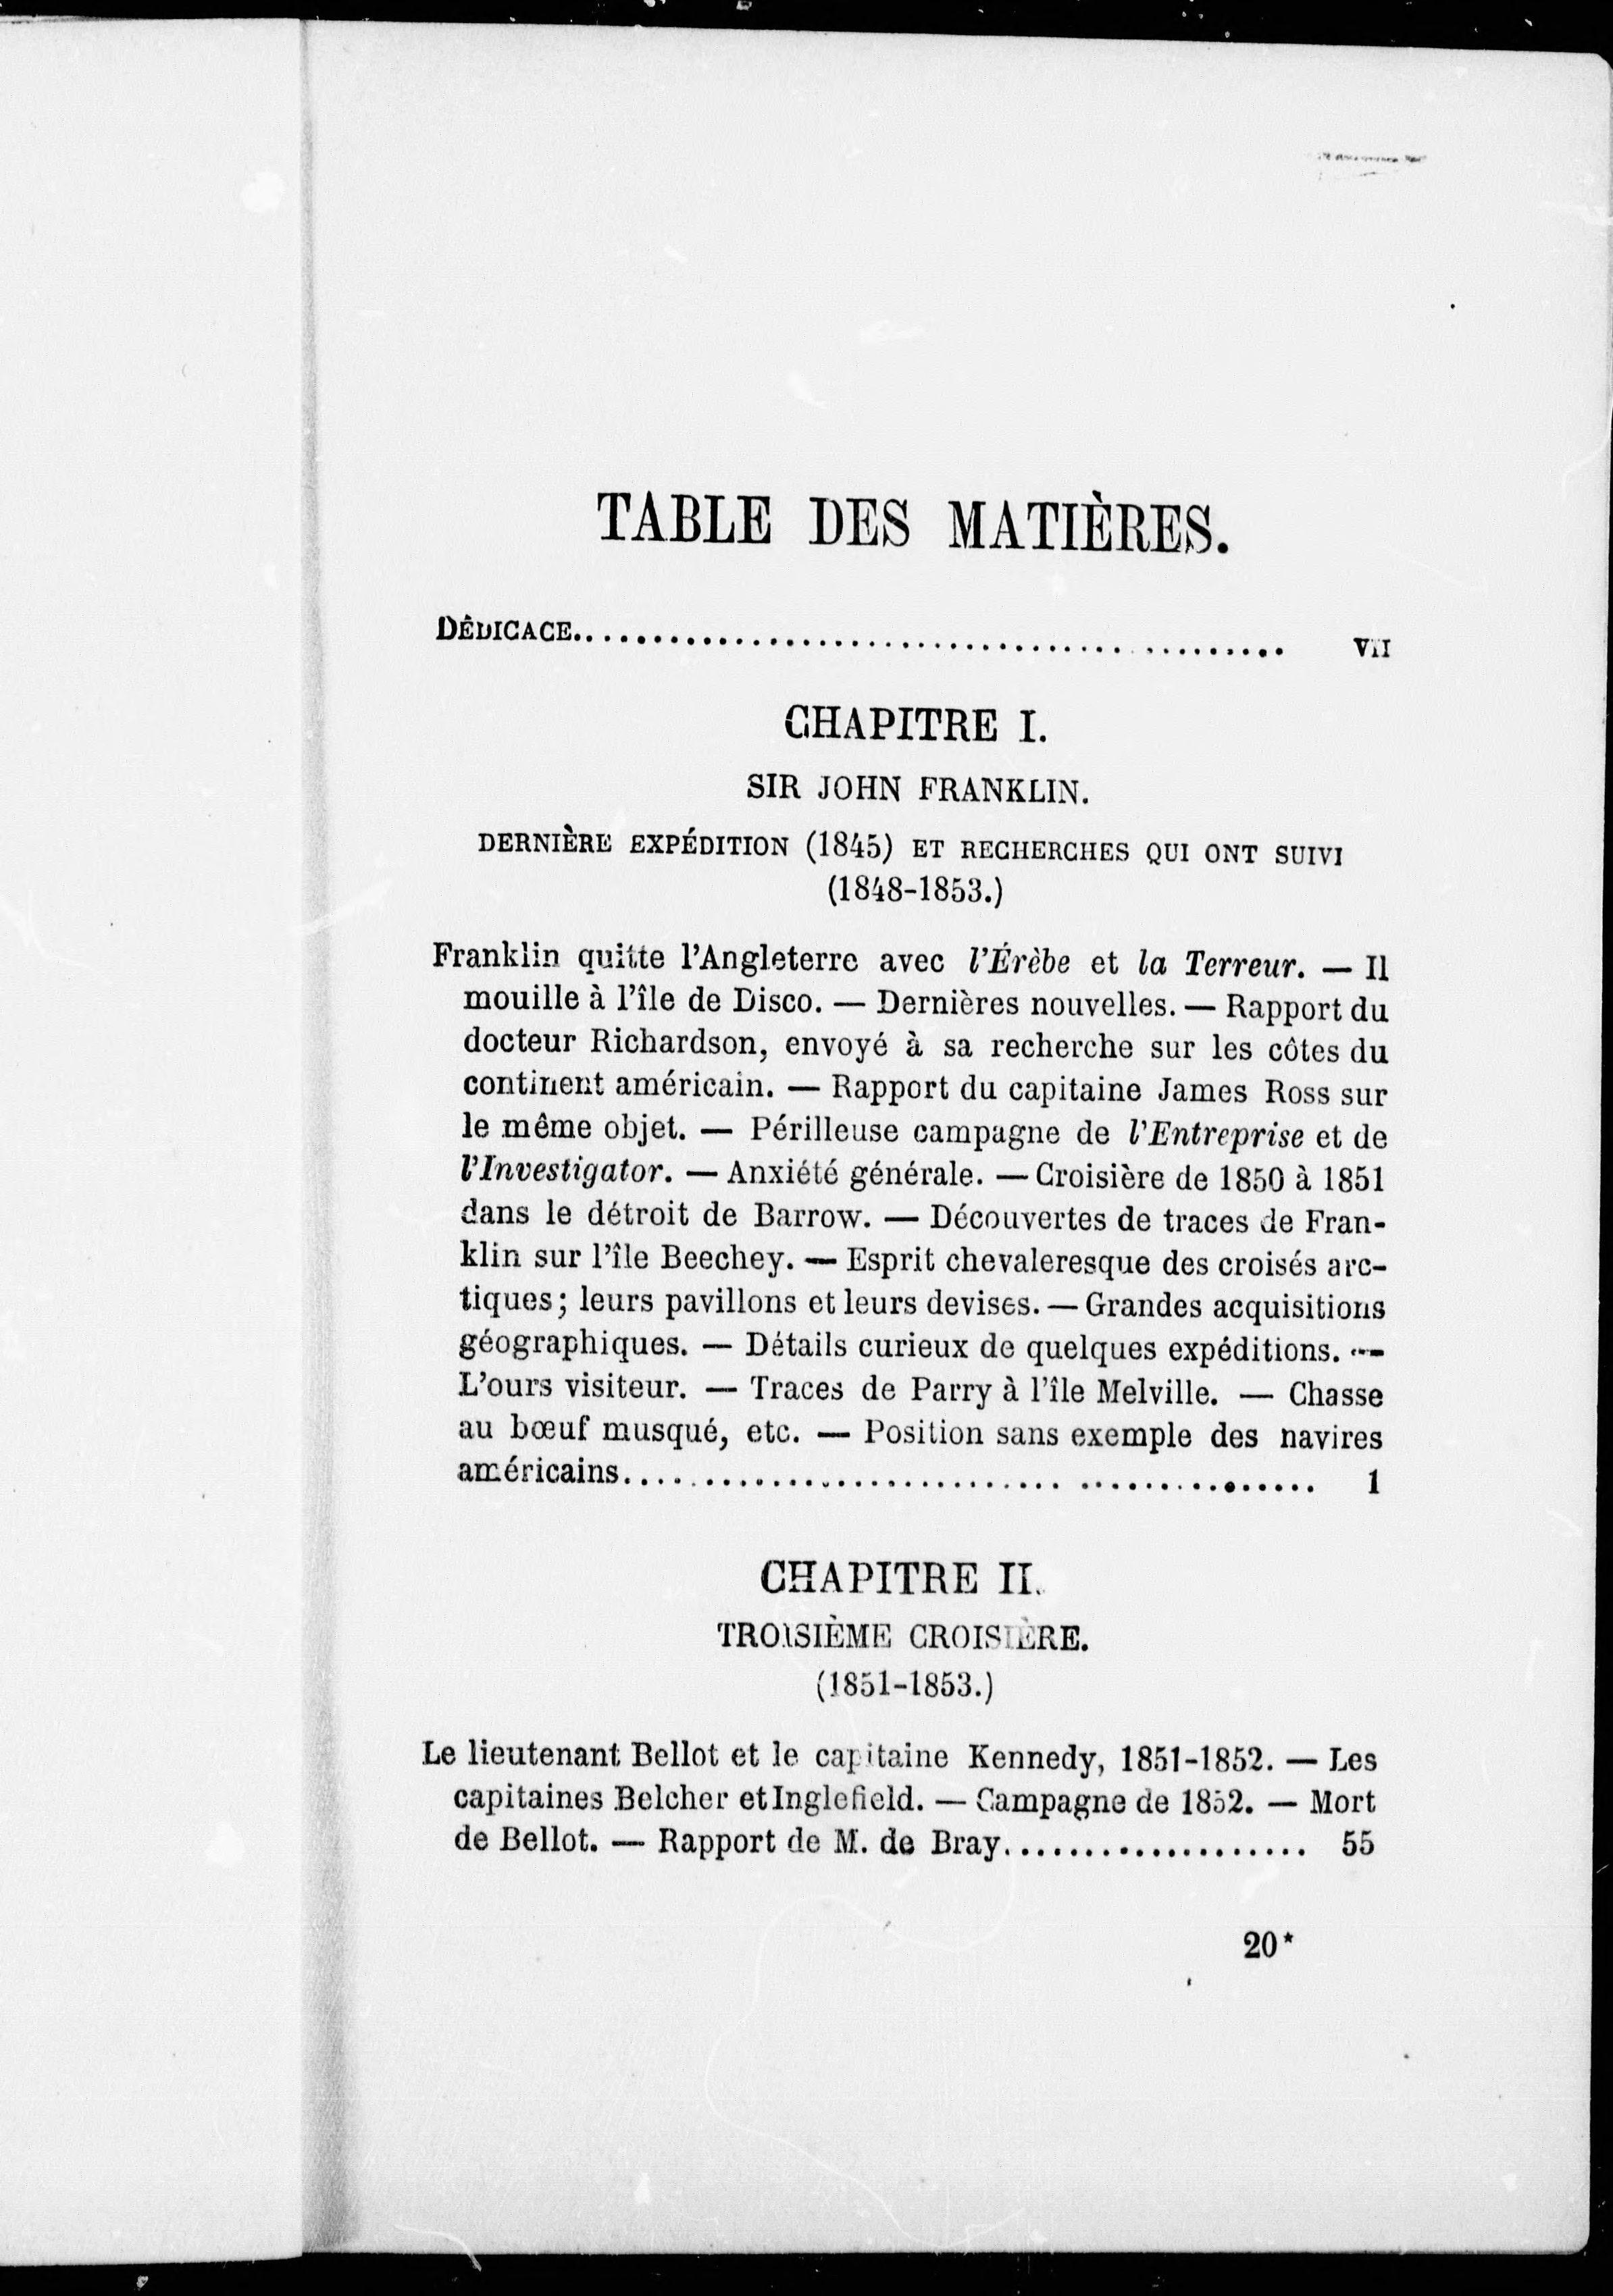 TABLE DES MATIÈRES.
DÉDICACE........................................ VII
CHAPITRE I.
SIR JOHN FRANKLIN.
DERNIÈRE EXPÉDITION (1845) ET RECHERCHES QUI ONT SUIVI
(1848-1853.)
Franklin quitte l'Angleterre avec l'Érèbe et la Terreur. — Il
mouille à l'île de Disco. — Dernières nouvelles. — Rapport du
docteur Richardson, envoyé à sa recherche sur les côtes du
continent américain. — Rapport du capitaine James Ross sur
le même objet. — Périlleuse campagne de l'Entreprise et de
l'Investigator. — Anxiété générale. — Croisière de 1850 à 1851
dans le détroit de Barrow. — Découvertes de traces de Fran-
klin sur l'île Beechey. — Esprit chevaleresque des croisés arc-
tiques; leurs pavillons et leurs devises. — Grandes acquisitions
géographiques. — Détails curieux de quelques expéditions. —
L'ours visiteur. — Traces de Parry à l'île Melville. — Chasse
au bœuf musqué, etc. — Position sans exemple des navires
américains........................................ 1
CHAPITRE II.
TROISIÈME CROISIÈRE.
(1851-1853.)
Le lieutenant Bellot et le capitaine Kennedy, 1851-1852. — Les
capitaines Belcher et Inglefield. — Campagne de 1852. — Mort
de Bellot. — Rapport de M. de Bray................... 55
20*